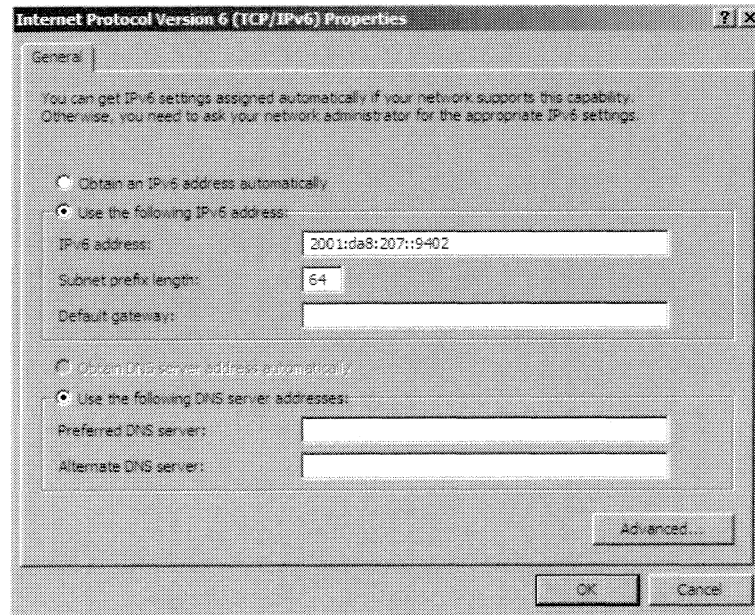 Internet Protocol Version 6 (TCP/IPv6) Properties
General
You can get IPv6 settings assigned automatically if your network supports this capability.
Otherwise, you need to ask your network administrator for the appropriate IPv6 settings.
Obtain an IPv6 address automatically
Use the following IPv6 address:
IPv6 address: 2001:da8:207::9402
Subnet prefix length: 64
Default gateway:
Obtain DNS server address automatically
Use the following DNS server addresses:
Preferred DNS server:
Alternate DNS server:
Advanced...
OK Cancel